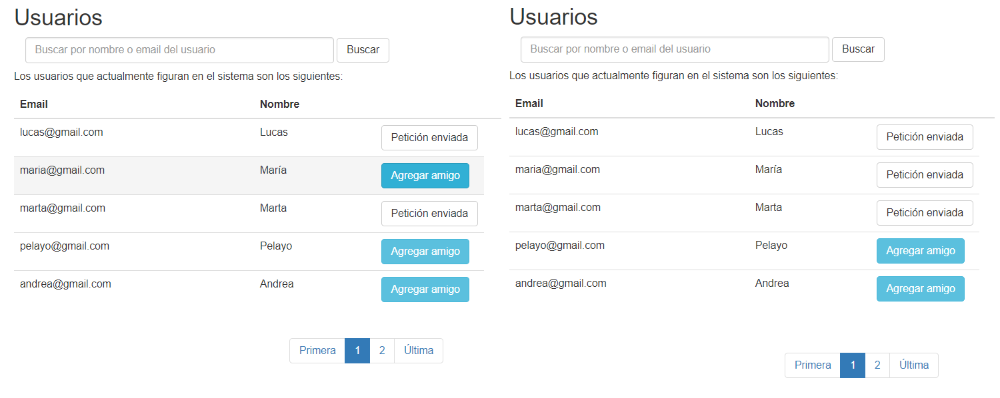 Usuarios
Buscar por nombre o email del usuario Buscar
Los usuarios que actualmente figuran en el sistema son los siguientes:
Email Nombre
lucas@gmail.com Lucas Petición enviada
maria@gmail.com María Agregar amigo
marta@gmail.com Marta Petición enviada
pelayo@gmail.com Pelayo Agregar amigo
andrea@gmail.com Andrea Agregar amigo
Primera 1 2 Última
Usuarios
Buscar por nombre o email del usuario Buscar
Los usuarios que actualmente figuran en el sistema son los siguientes:
Email Nombre
lucas@gmail.com Lucas Petición enviada
maria@gmail.com María Petición enviada
marta@gmail.com Marta Petición enviada
pelayo@gmail.com Pelayo Agregar amigo
andrea@gmail.com Andrea Agregar amigo
Primera 1 2 Última